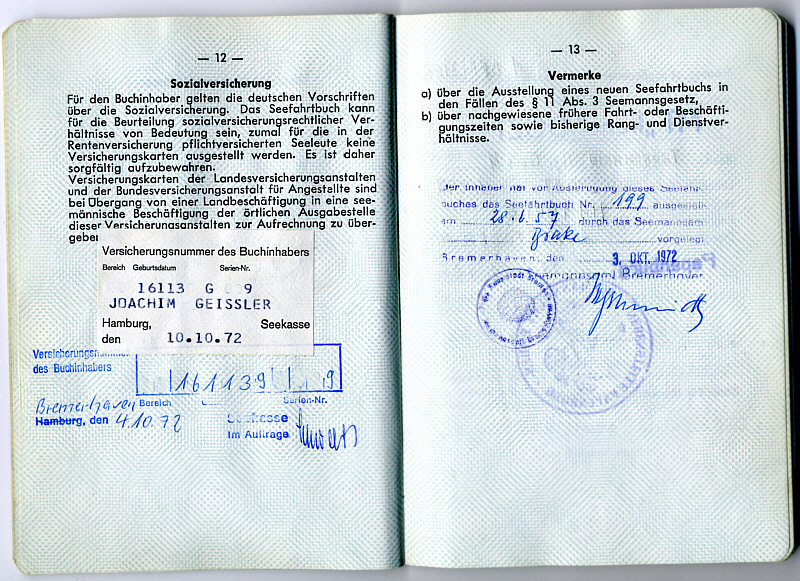 — 12 —
Sozialversicherung
Für den Buchinhaber gelten die deutschen Vorschriften
über die Sozialversicherung. Das Seefahrtbuch kann
für die Beurteilung sozialversicherungsrechtlicher Ver-
hältnisse von Bedeutung sein, zumal für die in der
Rentenversicherung pflichtversicherten Seeleute keine
Versicherungskarten ausgestellt werden. Es ist daher
sorgfältig aufzubewahren.
Versicherungskarten der Landesversicherungsanstalten
und der Bundesversicherungsanstalt für Angestellte sind
bei Übergang von einer Landbeschäftigung in eine see-
männische Beschäftigung der örtlichen Ausgabestelle
dieser Versicherungsanstalten zur Aufrechnung zu über-
geben
Versicherungsnummer des Buchinhabers
Bereich Geburtsdatum Serien-Nr.
16113 G 9
JOACHIM GEISSLER
Hamburg, Seekasse
den 10.10.72
Versicherungsnummer
des Buchinhabers
161139 9
Bereich Serien-Nr.
Bremerhaven
Hamburg, den 4.10.72
Seekasse
Im Auftrage
— 13 —
Vermerke
a) über die Ausstellung eines neuen Seefahrtbuchs in
den Fällen des § 11 Abs. 3 Seemannsgesetz,
b) über nachgewiesene frühere Fahrt- oder Beschäfti-
gungszeiten sowie bisherige Rang- und Dienstver-
hältnisse.
Der Inhaber hat vor Ausfertigung dieses Seefahrt-
buches das Seefahrtbuch Nr. 199 ausgestellt
am 28.6.57 durch das Seemannsamt
Brake vorgelegt
Bremerhaven, den 3. OKT. 1972
Seemannsamt Bremerhaven